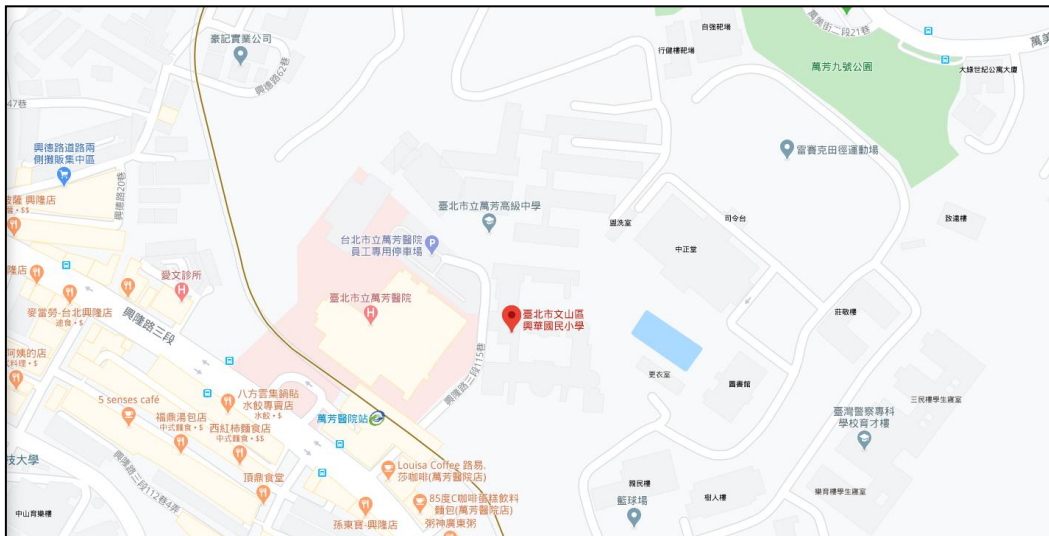 豪記實業公司
興德路62巷
47巷
興德路道路兩
側攤販集中區
披薩 興隆店
$$
興德路20巷
隆店
愛文診所
麥當勞-台北興隆店
速食・$
興隆路三段
阿姨的店
式料理・$
5 senses café
福鼎湯包店
中式麵食・$
西紅柿麵食店
中式麵食・$$
八方雲集鍋貼
水餃專賣店
水餃・$
頂鼎食堂
技大學
興隆路三段112巷4弄
中山育樂樓
孫東寶-興隆店
Louisa Coffee 路易.
莎咖啡(萬芳醫院店)
85度C咖啡蛋糕飲料
麵包(萬芳醫院店)
粥神廣東粥
萬芳醫院站
臺北市立萬芳醫院
台北市立萬芳醫院
員工專用停車場
P
H
H
臺北市立萬芳高級中學
興隆路三段115巷
臺北市文山區
興華國民小學
盥洗室
司令台
中正堂
更衣室
圖書館
莊敬樓
致遠樓
三民樓學生寢室
臺灣警察專科
學校育才樓
樂育樓學生寢室
樹人樓
親民樓
籃球場
雷賽克田徑運動場
萬芳九號公園
自強靶場
行健樓靶場
萬美街二段21巷
萬美
大綠世紀公寓大廈